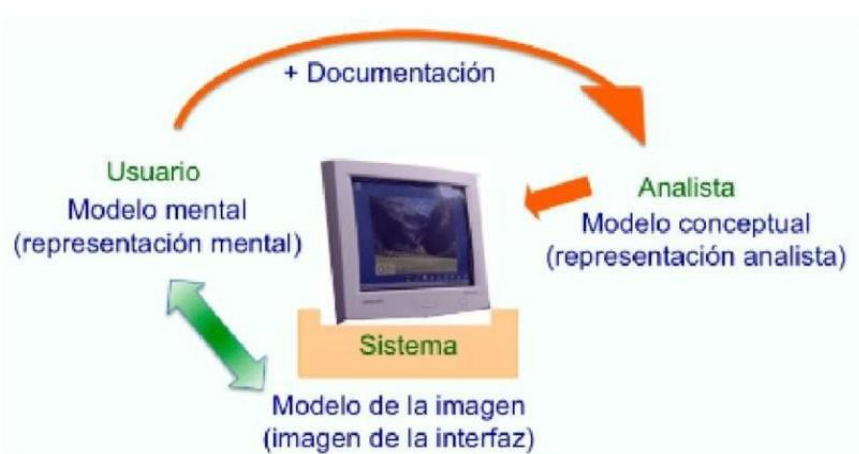 + Documentación
Usuario
Modelo mental
(representación mental)
Analista
Modelo conceptual
(representación analista)
Sistema
Modelo de la imagen
(imagen de la interfaz)